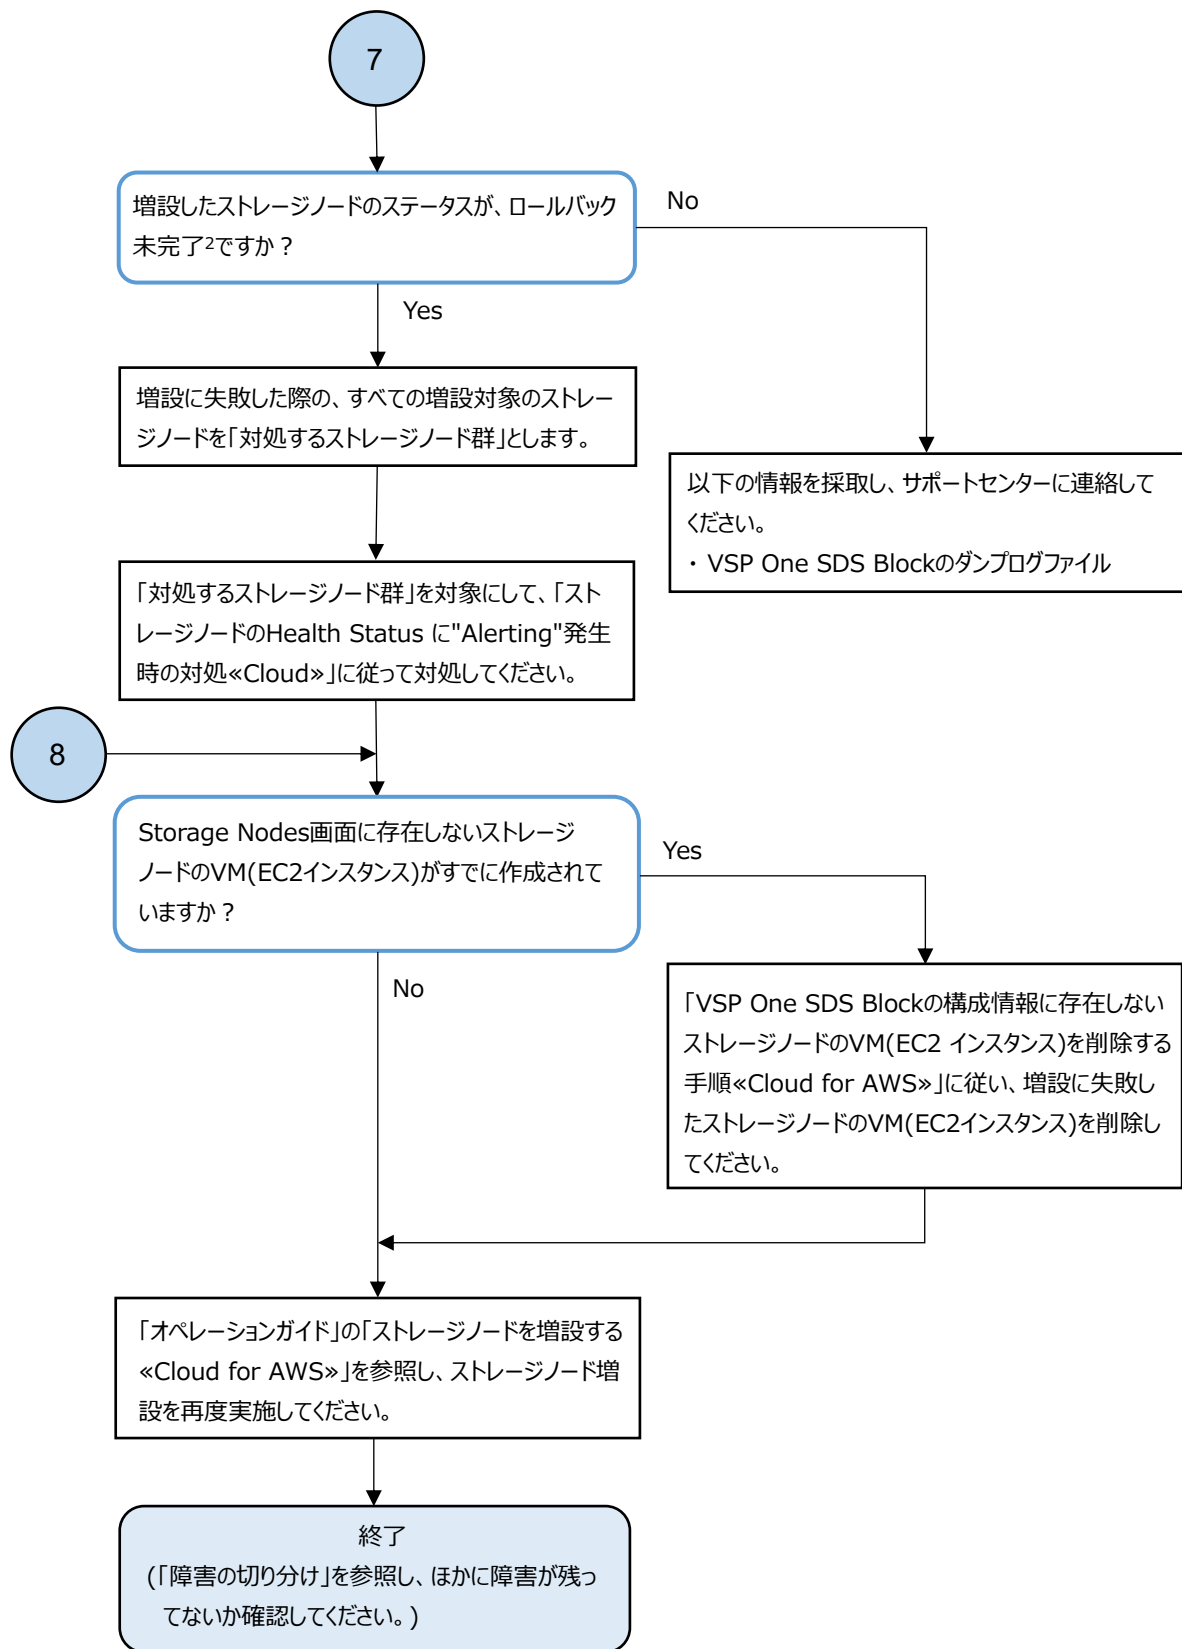 7
増設したストレージノードのステータスが、ロールバック
未完了2ですか？
No
Yes
増設に失敗した際の、すべての増設対象のストレー
ジノードを「対処するストレージノード群」とします。
以下の情報を採取し、サポートセンターに連絡して
ください。
・ VSP One SDS Blockのダンプログファイル
「対処するストレージノード群」を対象にして、「スト
レージノードのHealth Status に"Alerting"発生
時の対処«Cloud»」に従って対処してください。
8
Storage Nodes画面に存在しないストレージ
ノードのVM(EC2インスタンス)がすでに作成されて
いますか？
Yes
No
「VSP One SDS Blockの構成情報に存在しない
ストレージノードのVM(EC2 インスタンス)を削除する
手順«Cloud for AWS»」に従い、増設に失敗し
たストレージノードのVM(EC2インスタンス)を削除し
てください。
「オペレーションガイド」の「ストレージノードを増設する
«Cloud for AWS»」を参照し、ストレージノード増
設を再度実施してください。
終了
(「障害の切り分け」を参照し、ほかに障害が残っ
てないか確認してください。)